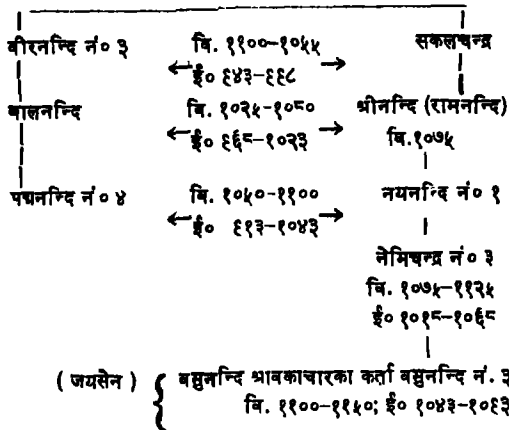 वीरनन्दि नं० ३ वि. ११००-१०५५ सकलचन्द्र
ई० ९४३-९९८
बालनन्दि वि. १०२५-१०८० श्रीनन्दि (रामनन्दि)
ई० ९६८-१०२३ वि.१०७५
पद्मनन्दि नं० ४ वि. १०५०-११०० नयनन्दि नं० १
ई० ९१३-१०४३
नेमिचन्द्र नं० ३
वि. १०७५-११२५
ई० १०१८-१०६८
(जयसेन) { वसुनन्दि श्रावकाचारका कर्ता वसुनन्दि नं. ३
वि. ११००-११५०; ई० १०४३-१०९३